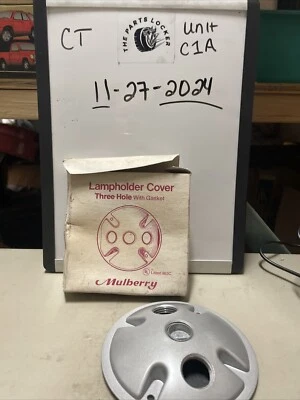 CT
THE PARTS LOCKER
Unit
C1A
11-27-2024
Lampholder Cover
Three Hole With Gasket
Mulberry